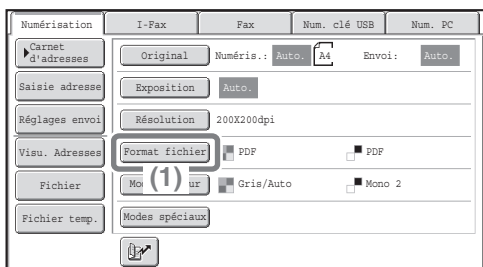 Numérisation I-Fax Fax Num. clé USB Num. PC
Carnet d'adresses
Original Numéris.: Auto. A4 Envoi: Auto.
Saisie adresse Exposition Auto.
Réglages envoi Résolution 200X200dpi
Visu. Adresses Format fichier PDF PDF
(1)
Fichier Gris/Auto Mono 2
Fichier temp. Modes spéciaux